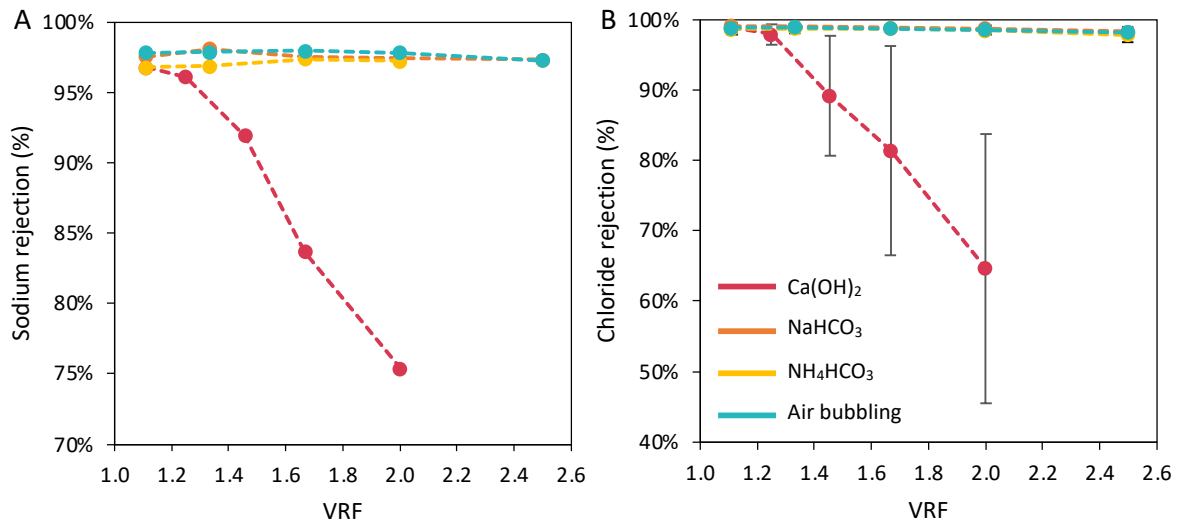 A
100%
95%
90%
85%
80%
75%
70%
Sodium rejection (%)
1.0 1.2 1.4 1.6 1.8 2.0 2.2 2.4 2.6
VRF
B
100%
90%
80%
70%
60%
50%
40%
Chloride rejection (%)
Ca(OH)₂
NaHCO₃
NH₄HCO₃
Air bubbling
1.0 1.2 1.4 1.6 1.8 2.0 2.2 2.4 2.6
VRF